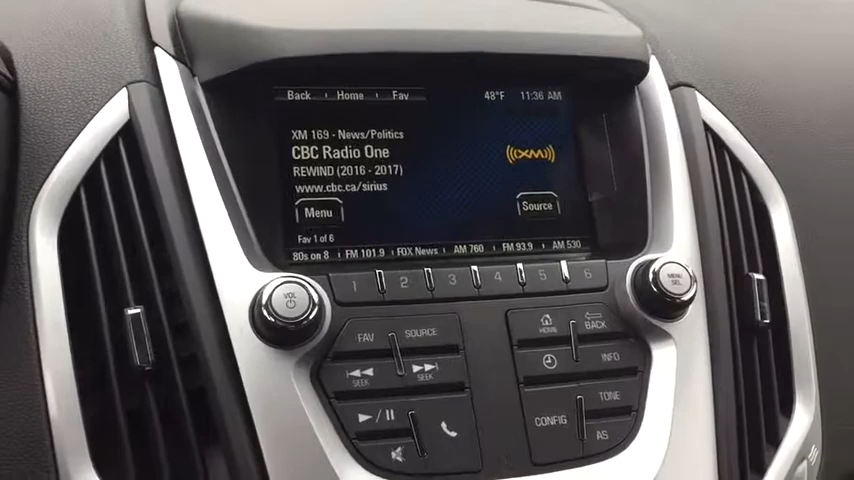 Back Home Fav 48°F 11:36 AM
XM 169 - News/Politics
CBC Radio One
REWIND (2016 - 2017)
www.cbc.ca/sirius
((XM))
Menu Source
Fav 1 of 6
80s on 8 FM 101.9 FOX News AM 760 FM 93.9 AM 530
1 2 3 4 5 6
VOL
MENU
SEL
FAV SOURCE
SEEK SEEK
HOME BACK
INFO
TONE
CONFIG AS